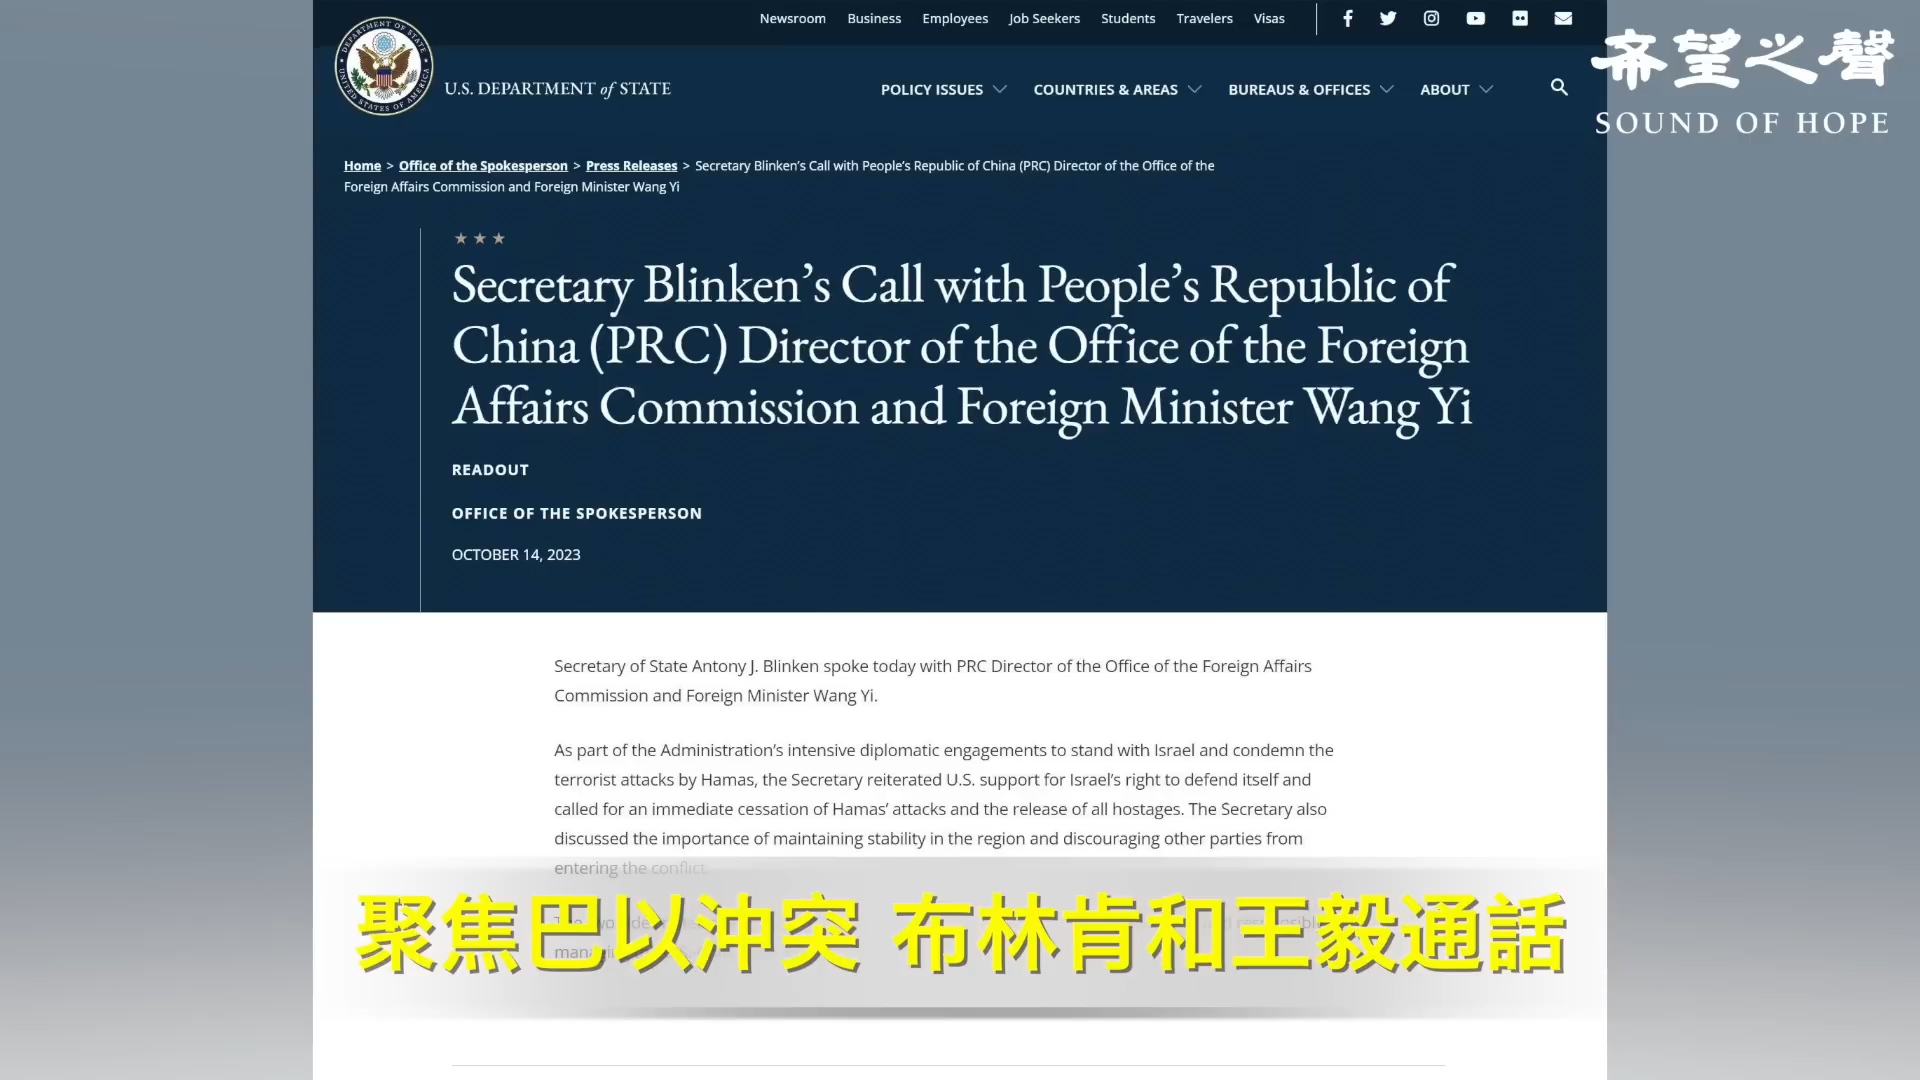 Newsroom Business Employees Job Seekers Students Travelers Visas
希望之聲
SOUND OF HOPE
U.S. DEPARTMENT of STATE
POLICY ISSUES COUNTRIES & AREAS BUREAUS & OFFICES ABOUT
Home > Office of the Spokesperson > Press Releases > Secretary Blinken’s Call with People’s Republic of China (PRC) Director of the Office of the
Foreign Affairs Commission and Foreign Minister Wang Yi
Secretary Blinken’s Call with People’s Republic of
China (PRC) Director of the Office of the Foreign
Affairs Commission and Foreign Minister Wang Yi
READOUT
OFFICE OF THE SPOKESPERSON
OCTOBER 14, 2023
Secretary of State Antony J. Blinken spoke today with PRC Director of the Office of the Foreign Affairs
Commission and Foreign Minister Wang Yi.
As part of the Administration’s intensive diplomatic engagements to stand with Israel and condemn the
terrorist attacks by Hamas, the Secretary reiterated U.S. support for Israel’s right to defend itself and
called for an immediate cessation of Hamas’ attacks and the release of all hostages. The Secretary also
discussed the importance of maintaining stability in the region and discouraging other parties from
entering the conflict.
聚焦巴以沖突 布林肯和王毅通話